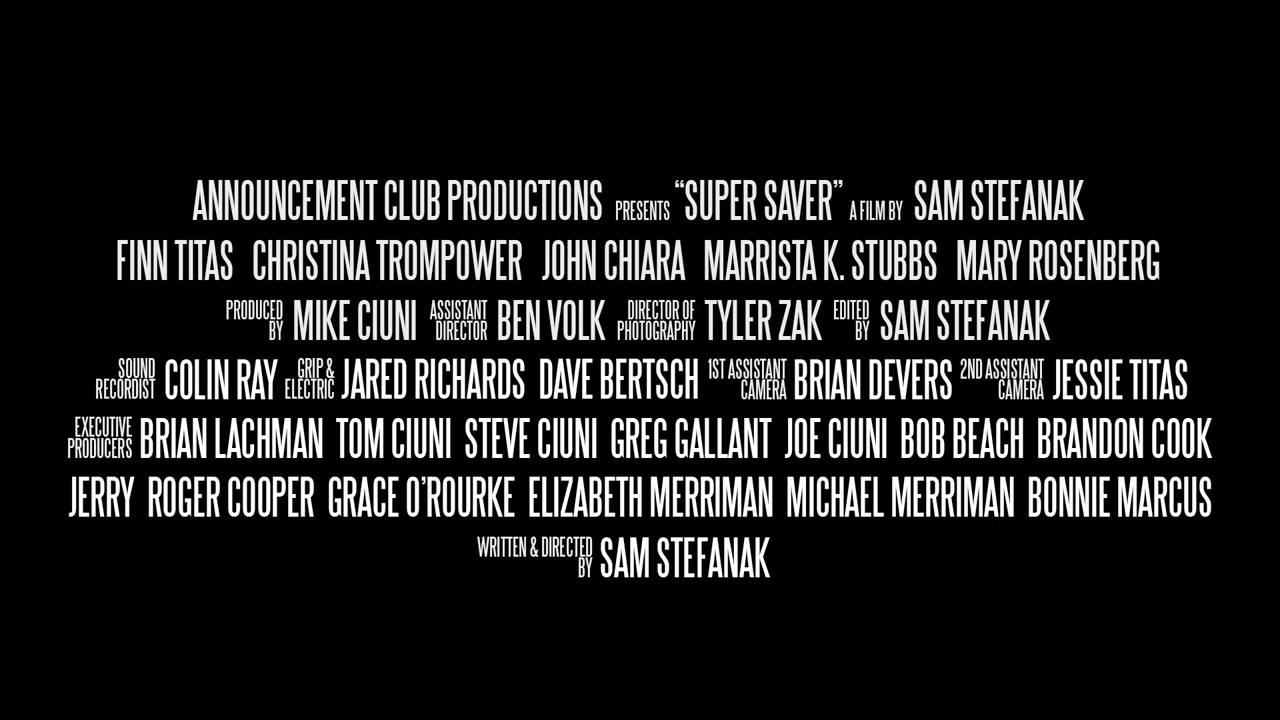 ANNOUNCEMENT CLUB PRODUCTIONS PRESENTS “SUPER SAVER” A FILM BY SAM STEFANAK
FINN TITAS CHRISTINA TROMPOWER JOHN CHIARA MARRISTA K. STUBBS MARY ROSENBERG
PRODUCED BY MIKE CIUNI ASSISTANT DIRECTOR BEN VOLK DIRECTOR OF PHOTOGRAPHY TYLER ZAK EDITED BY SAM STEFANAK
SOUND RECORDIST COLIN RAY GRIP & ELECTRIC JARED RICHARDS DAVE BERTSCH 1ST ASSISTANT CAMERA BRIAN DEVERS 2ND ASSISTANT CAMERA JESSIE TITAS
EXECUTIVE PRODUCERS BRIAN LACHMAN TOM CIUNI STEVE CIUNI GREG GALLANT JOE CIUNI BOB BEACH BRANDON COOK
JERRY ROGER COOPER GRACE O’ROURKE ELIZABETH MERRIMAN MICHAEL MERRIMAN BONNIE MARCUS
WRITTEN & DIRECTED BY SAM STEFANAK